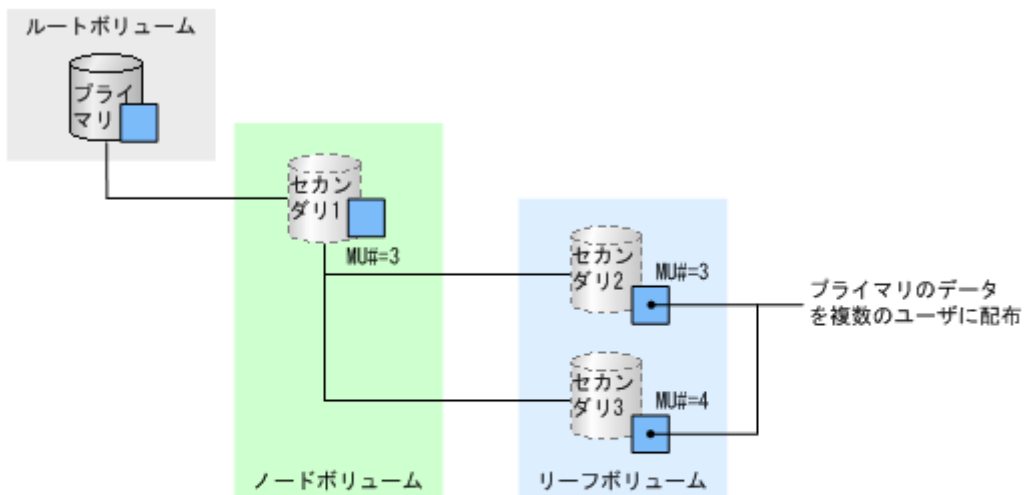 ルートボリューム
プライ
マリ
セカン
ダリ1
MU#=3
セカン
ダリ2
MU#=3
プライマリのデータ
を複数のユーザに配布
セカン
ダリ3
MU#=4
ノードボリューム
リーフボリューム